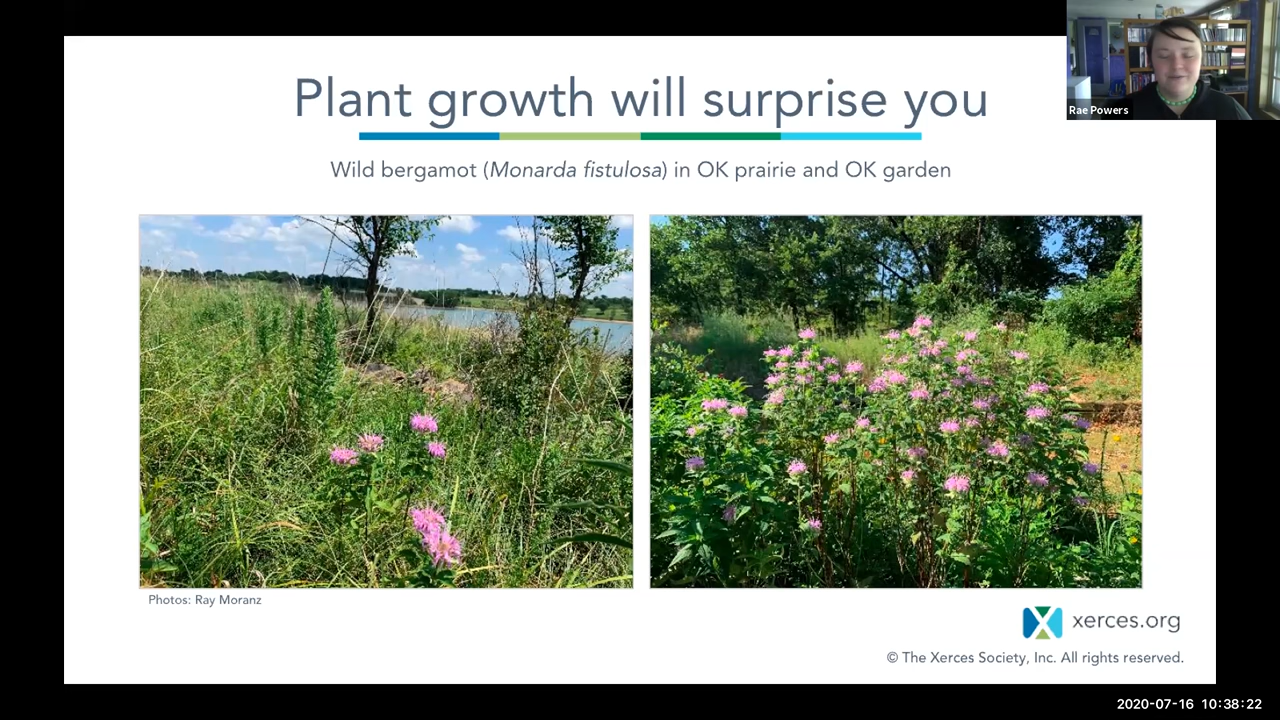 Plant growth will surprise you
Rae Powers
Wild bergamot (Monarda fistulosa) in OK prairie and OK garden
Photos: Ray Moranz
xerces.org
© The Xerces Society, Inc. All rights reserved.
2020-07-16 10:38:22